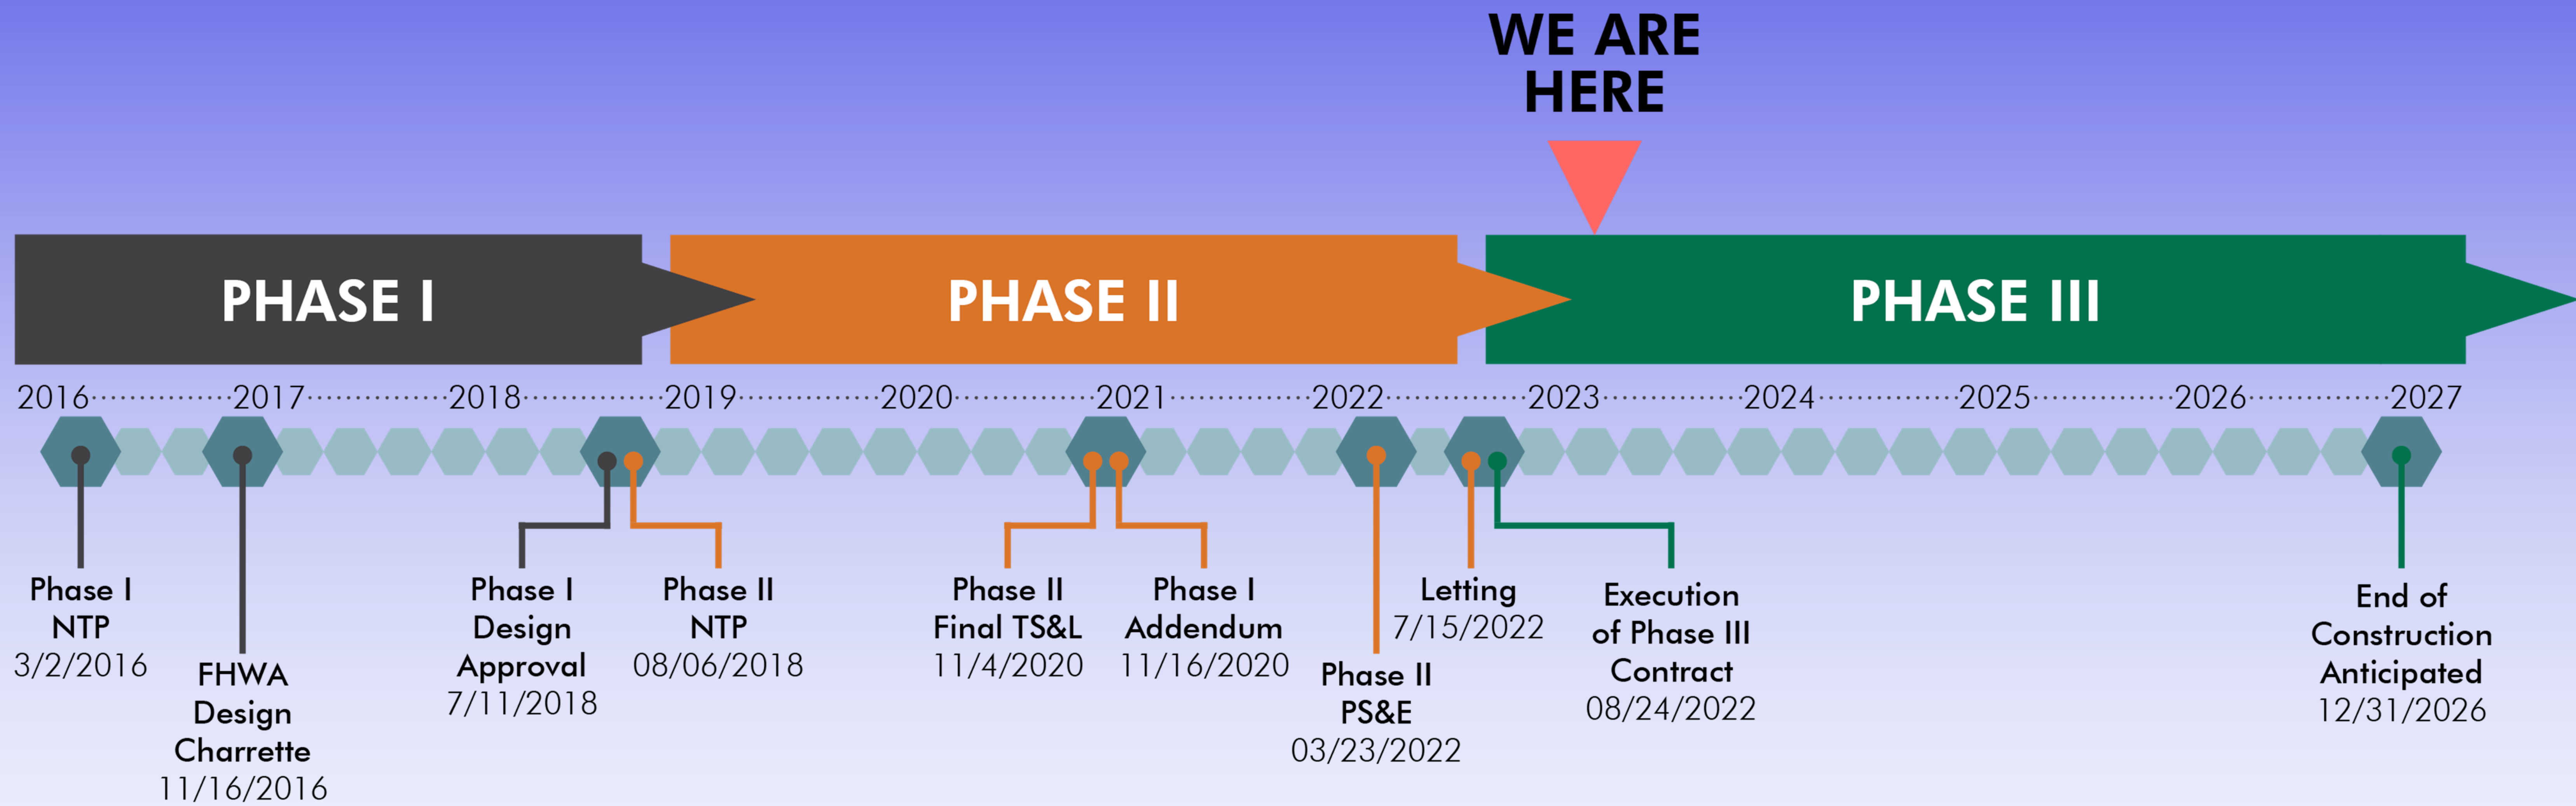 WE ARE
HERE
PHASE I
PHASE II
PHASE III
2016
2017
2018
2019
2020
2021
2022
2023
2024
2025
2026
2027
Phase I
NTP
3/2/2016
FHWA
Design
Charrette
11/16/2016
Phase I
Design
Approval
7/11/2018
Phase II
NTP
08/06/2018
Phase II
Final TS&L
11/4/2020
Phase I
Addendum
11/16/2020
Phase II
PS&E
03/23/2022
Letting
7/15/2022
Execution
of Phase III
Contract
08/24/2022
End of
Construction
Anticipated
12/31/2026